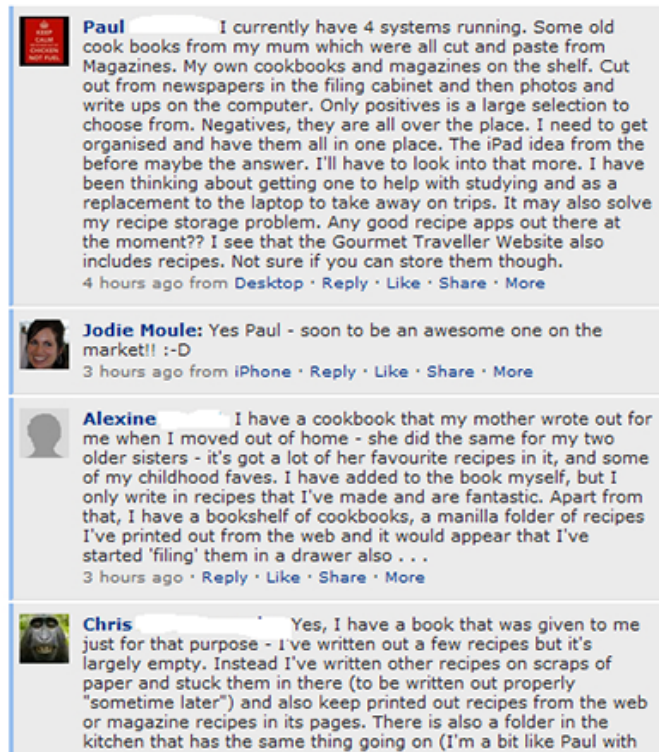 KEEP
CALM
CHICKEN
NOT FUEL
Paul I currently have 4 systems running. Some old
cook books from my mum which were all cut and paste from
Magazines. My own cookbooks and magazines on the shelf. Cut
out from newspapers in the filing cabinet and then photos and
write ups on the computer. Only positives is a large selection to
choose from. Negatives, they are all over the place. I need to get
organised and have them all in one place. The iPad idea from the
before maybe the answer. I'll have to look into that more. I have
been thinking about getting one to help with studying and as a
replacement to the laptop to take away on trips. It may also solve
my recipe storage problem. Any good recipe apps out there at
the moment?? I see that the Gourmet Traveller Website also
includes recipes. Not sure if you can store them though.
4 hours ago from Desktop · Reply · Like · Share · More
Jodie Moule: Yes Paul - soon to be an awesome one on the
market!! :-D
3 hours ago from iPhone · Reply · Like · Share · More
Alexine I have a cookbook that my mother wrote out for
me when I moved out of home - she did the same for my two
older sisters - it's got a lot of her favourite recipes in it, and some
of my childhood faves. I have added to the book myself, but I
only write in recipes that I've made and are fantastic. Apart from
that, I have a bookshelf of cookbooks, a manilla folder of recipes
I've printed out from the web and it would appear that I've
started 'filing' them in a drawer also . . .
3 hours ago · Reply · Like · Share · More
Chris Yes, I have a book that was given to me
just for that purpose - I've written out a few recipes but it's
largely empty. Instead I've written other recipes on scraps of
paper and stuck them in there (to be written out properly
"sometime later") and also keep printed out recipes from the web
or magazine recipes in its pages. There is also a folder in the
kitchen that has the same thing going on (I'm a bit like Paul with